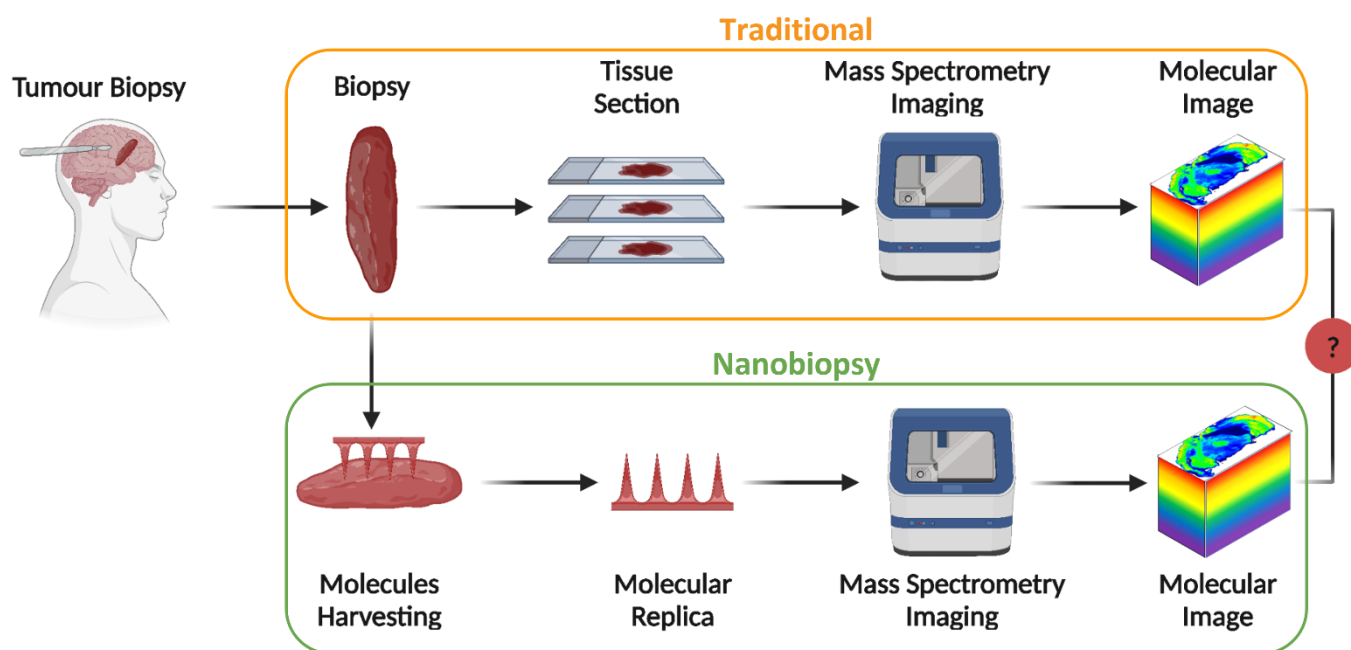 Traditional
Tumour Biopsy
Biopsy
Tissue
Section
Mass Spectrometry
Imaging
Molecular
Image
?
Nanobiopsy
Molecules
Harvesting
Molecular
Replica
Mass Spectrometry
Imaging
Molecular
Image